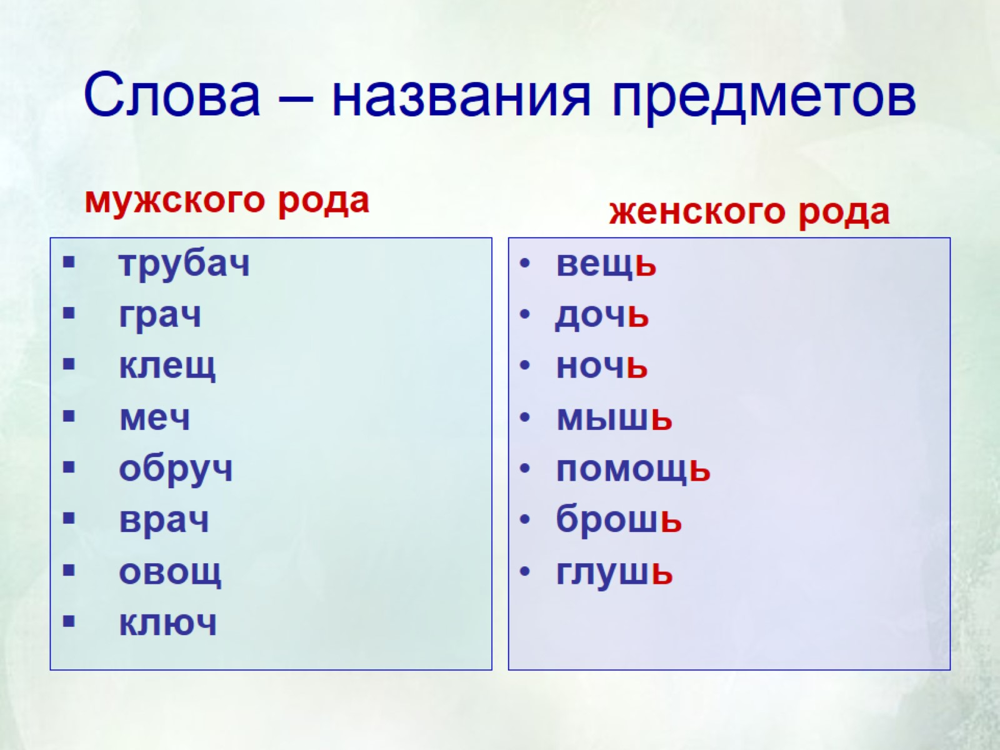 Слова – названия предметов
мужского рода
трубач
грач
клещ
меч
обруч
врач
овощ
ключ
женского рода
вещь
дочь
ночь
мышь
помощь
брошь
глушь